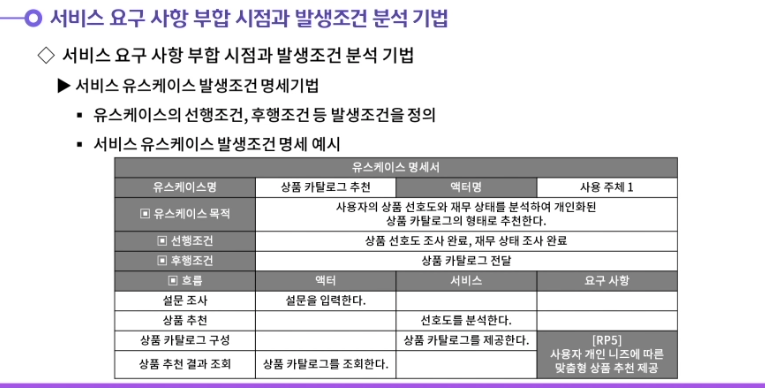 서비스 요구 사항 부합 시점과 발생조건 분석 기법
◇ 서비스 요구 사항 부합 시점과 발생조건 분석 기법
▶ 서비스 유스케이스 발생조건 명세기법
▪ 유스케이스의 선행조건, 후행조건 등 발생조건을 정의
▪ 서비스 유스케이스 발생조건 명세 예시
유스케이스 명세서
유스케이스명 상품 카탈로그 추천 액터명 사용 주체 1
▣ 유스케이스 목적 사용자의 상품 선호도와 재무 상태를 분석하여 개인화된
상품 카탈로그의 형태로 추천한다.
▣ 선행조건 상품 선호도 조사 완료, 재무 상태 조사 완료
▣ 후행조건 상품 카탈로그 전달
▣ 흐름 액터 서비스 요구 사항
설문 조사 설문을 입력한다.
상품 추천 선호도를 분석한다.
상품 카탈로그 구성 상품 카탈로그를 제공한다.
상품 추천 결과 조회 상품 카탈로그를 조회한다.
[RP5]
사용자 개인 니즈에 따른
맞춤형 상품 추천 제공